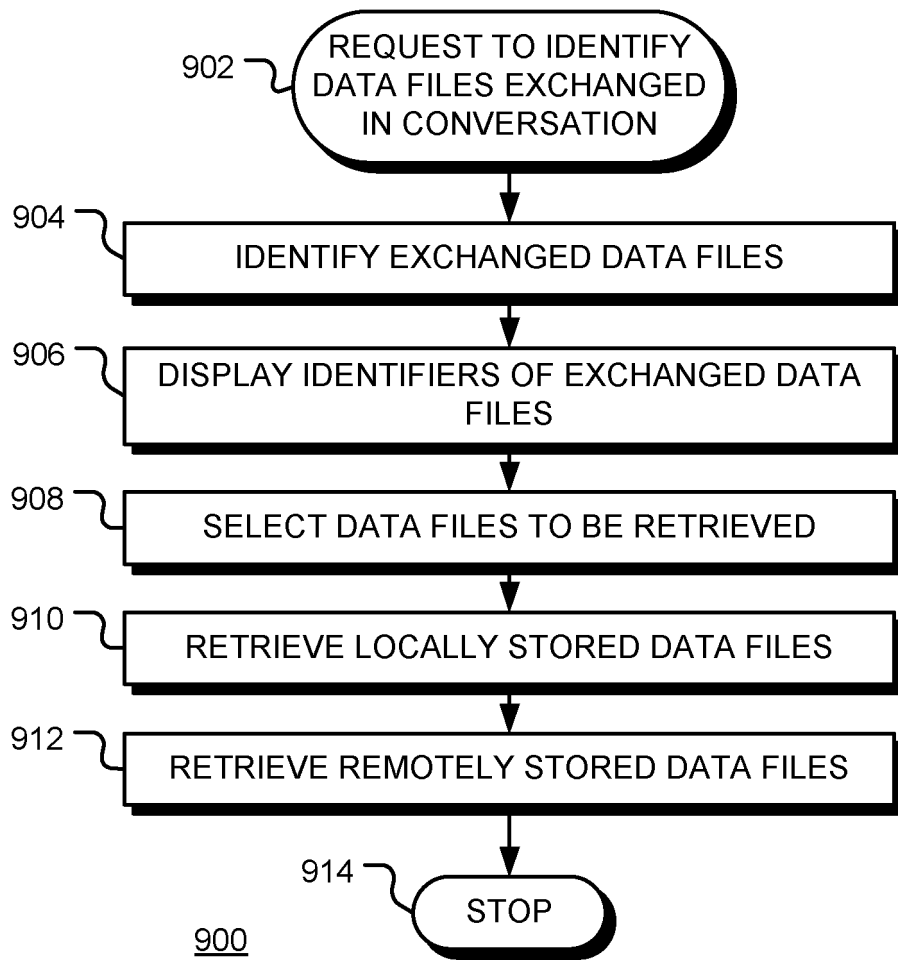 902
REQUEST TO IDENTIFY
DATA FILES EXCHANGED
IN CONVERSATION
904
IDENTIFY EXCHANGED DATA FILES
906
DISPLAY IDENTIFIERS OF EXCHANGED DATA
FILES
908
SELECT DATA FILES TO BE RETRIEVED
910
RETRIEVE LOCALLY STORED DATA FILES
912
RETRIEVE REMOTELY STORED DATA FILES
914
STOP
900